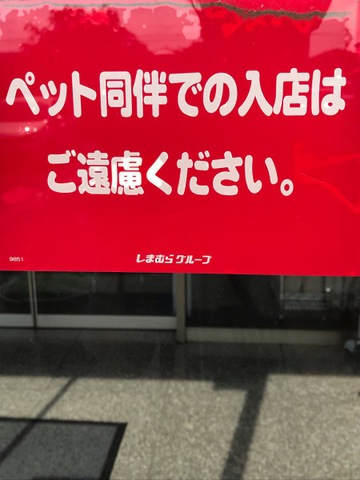 ペット同伴での入店は
ご遠慮ください。
9851
しまむらグループ